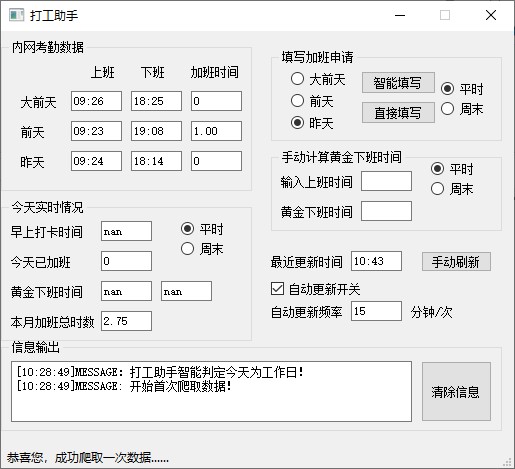 打工助手
内网考勤数据
上班 下班 加班时间
大前天 09:26 18:25 0
前天 09:23 19:08 1.00
昨天 09:24 18:14 0
填写加班申请
大前天
前天
昨天
智能填写
直接填写
平时
周末
手动计算黄金下班时间
输入上班时间
黄金下班时间
平时
周末
今天实时情况
早上打卡时间 nan
今天已加班 0
黄金下班时间 nan nan
本月加班总时数 2.75
平时
周末
最近更新时间 10:43 手动刷新
自动更新开关
自动更新频率 15 分钟/次
信息输出
[10:28:49]MESSAGE: 打工助手智能判定今天为工作日!
[10:28:49]MESSAGE: 开始首次爬取数据!
清除信息
恭喜您，成功爬取一次数据......